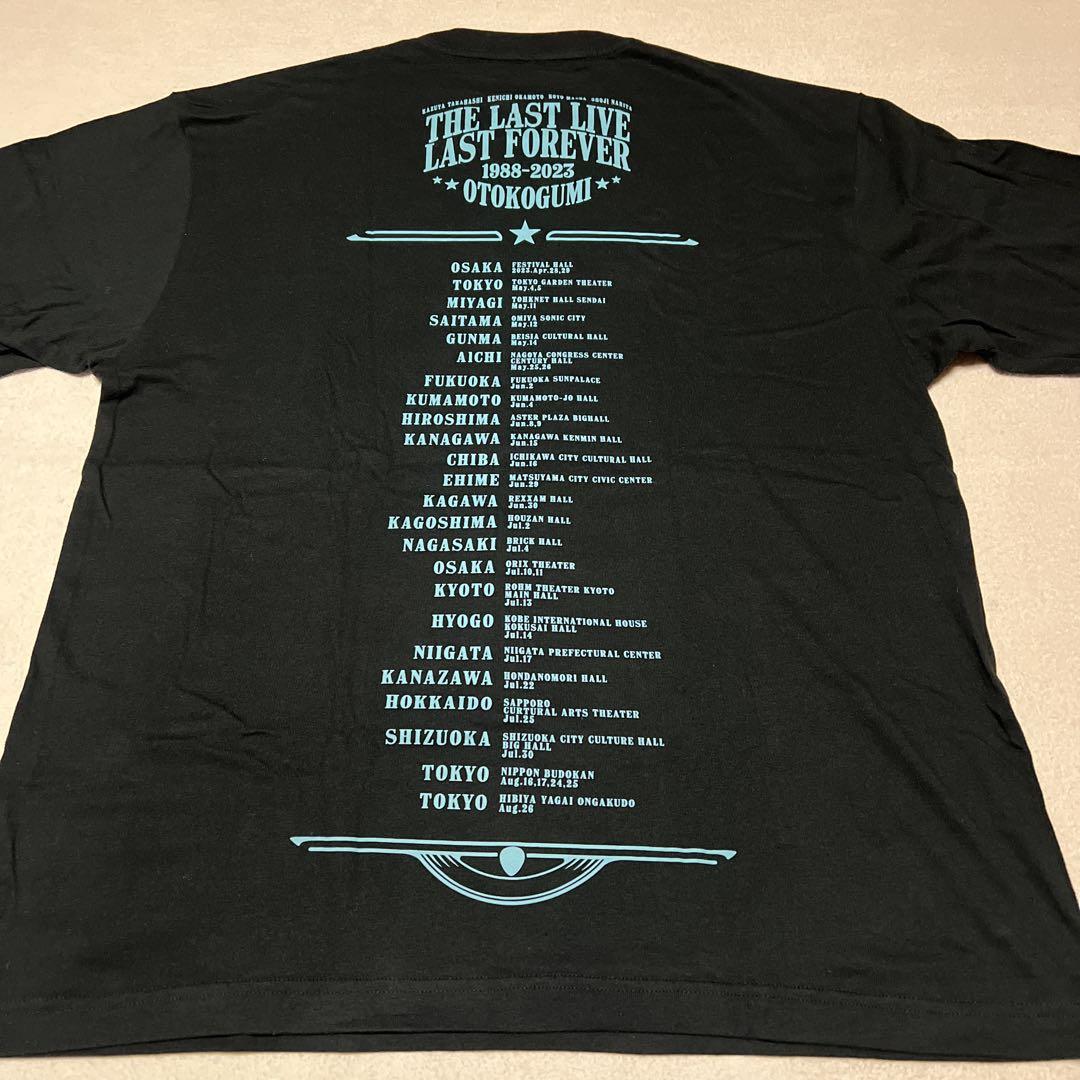 KAZUYA TAKAHASHI KENICHI OKAMOTO KOYO MAEDA SHOJI NARITA
THE LAST LIVE
LAST FOREVER
1988-2023
OTOKOGUMI
OSAKA FESTIVAL HALL
2023.Apr.28,29
TOKYO TOKYO GARDEN THEATER
May.4,5
MIYAGI TOHKNET HALL SENDAI
May.11
SAITAMA OMIYA SONIC CITY
May.12
GUNMA BEISIA CULTURAL HALL
May.14
AICHI NAGOYA CONGRESS CENTER
CENTURY HALL
May.25,26
FUKUOKA FUKUOKA SUNPALACE
Jun.2
KUMAMOTO KUMAMOTO-JO HALL
Jun.4
HIROSHIMA ASTER PLAZA BIGHALL
Jun.8,9
KANAGAWA KANAGAWA KENMIN HALL
Jun.15
CHIBA ICHIKAWA CITY CULTURAL HALL
Jun.16
EHIME MATSUYAMA CITY CIVIC CENTER
Jun.29
KAGAWA REXXAM HALL
Jun.30
KAGOSHIMA HOUZAN HALL
Jul.2
NAGASAKI BRICK HALL
Jul.4
OSAKA ORIX THEATER
Jul.10,11
KYOTO ROHM THEATER KYOTO
MAIN HALL
Jul.13
HYOGO KOBE INTERNATIONAL HOUSE
KOKUSAI HALL
Jul.14
NIIGATA NIIGATA PREFECTURAL CENTER
Jul.17
KANAZAWA HONDANOMORI HALL
Jul.22
HOKKAIDO SAPPORO
CURTURAL ARTS THEATER
Jul.25
SHIZUOKA SHIZUOKA CITY CULTURE HALL
BIG HALL
Jul.30
TOKYO NIPPON BUDOKAN
Aug.16,17,24,25
TOKYO HIBIYA YAGAI ONGAKUDO
Aug.26